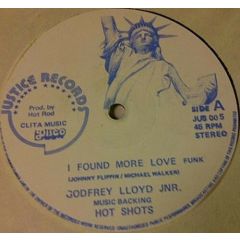 JUSTICE RECORDS
Prod. by
Hot Rod
CLITA MUSIC
SIDE A
JUS 005
45 RPM
STEREO
I FOUND MORE LOVE FUNK
(JOHNNY FLIPPIN / MICHAEL WALKER)
GODFREY LLOYD JNR.
MUSIC BACKING
HOT SHOTS